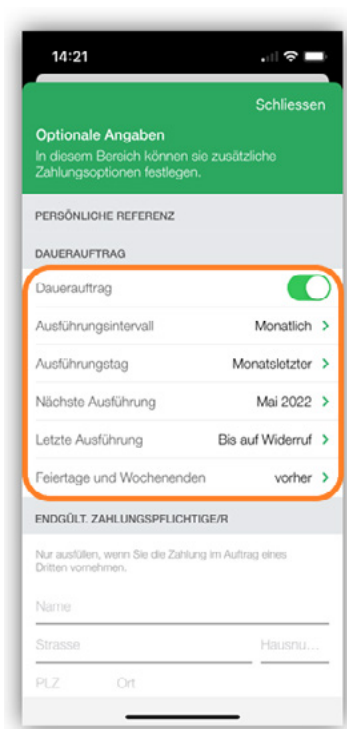 14:21
Schliessen
Optionale Angaben
In diesem Bereich können sie zusätzliche
Zahlungsoptionen festlegen.
PERSÖNLICHE REFERENZ
DAUERAUFTRAG
Dauerauftrag
Ausführungsintervall Monatlich >
Ausführungstag Monatsletzter >
Nächste Ausführung Mai 2022 >
Letzte Ausführung Bis auf Widerruf >
Feiertage und Wochenenden vorher >
ENDGÜLT. ZAHLUNGSPFLICHTIGE/R
Nur ausfüllen, wenn Sie die Zahlung im Auftrag eines
Dritten vornehmen.
Name
Strasse Hausnu...
PLZ Ort